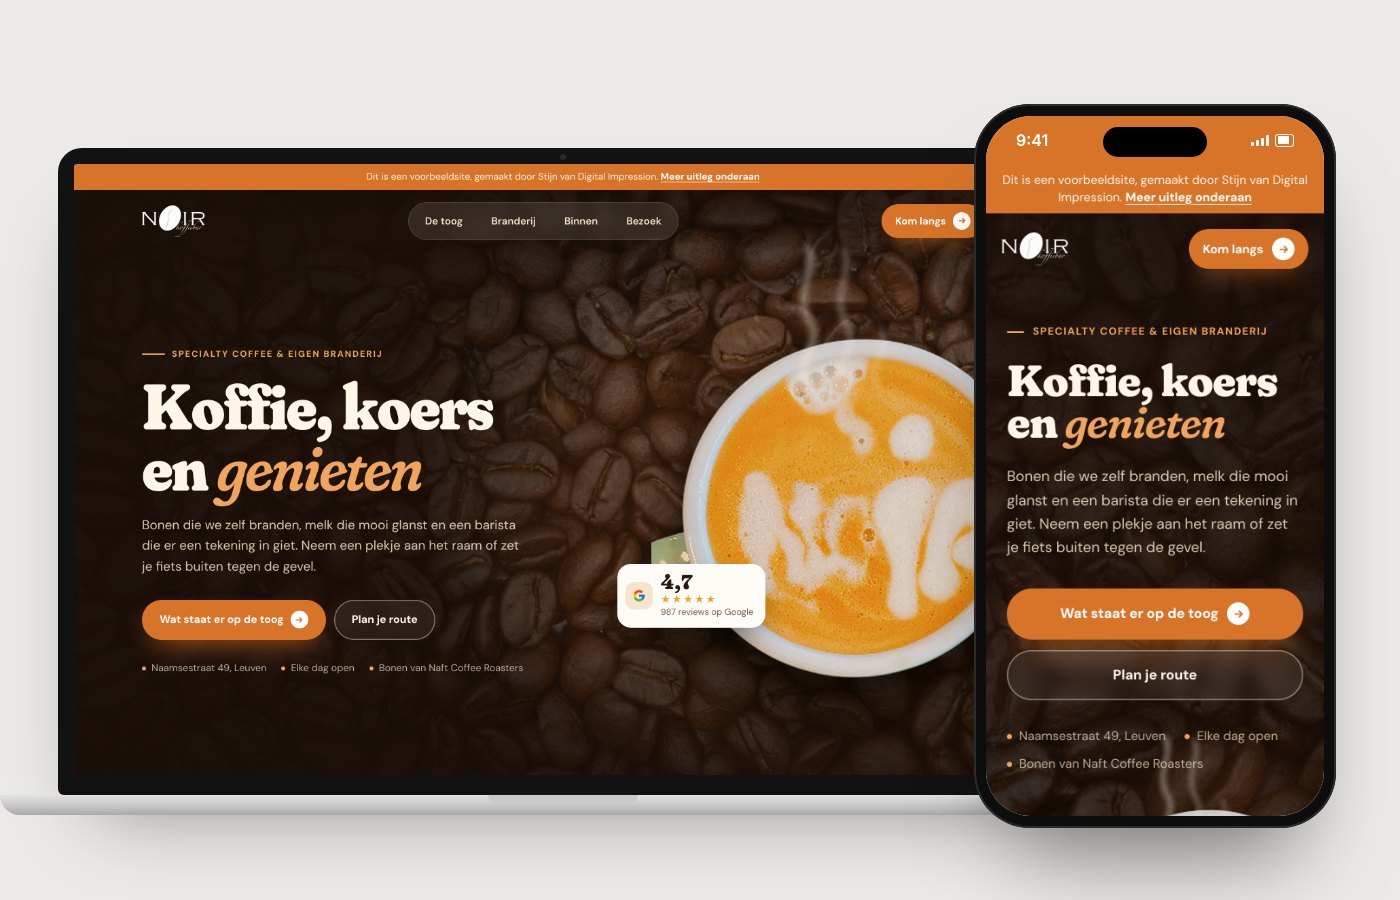 Dit is een voorbeeldsite, gemaakt door Stijn van Digital Impression. Meer uitleg onderaan
NOIR
koffiebar
De toog
Branderij
Binnen
Bezoek
Kom langs
SPECIALTY COFFEE & EIGEN BRANDERIJ
Koffie, koers
en genieten
Bonen die we zelf branden, melk die mooi glanst en een barista
die er een tekening in giet. Neem een plekje aan het raam of zet
je fiets buiten tegen de gevel.
Wat staat er op de toog
Plan je route
Naamsestraat 49, Leuven
Elke dag open
Bonen van Naft Coffee Roasters
G
4,7
987 reviews op Google
9:41
Dit is een voorbeeldsite, gemaakt door Stijn van Digital
Impression. Meer uitleg onderaan
NOIR
koffiebar
Kom langs
SPECIALTY COFFEE & EIGEN BRANDERIJ
Koffie, koers
en genieten
Bonen die we zelf branden, melk die mooi
glanst en een barista die er een tekening in
giet. Neem een plekje aan het raam of zet
je fiets buiten tegen de gevel.
Wat staat er op de toog
Plan je route
Naamsestraat 49, Leuven
Elke dag open
Bonen van Naft Coffee Roasters